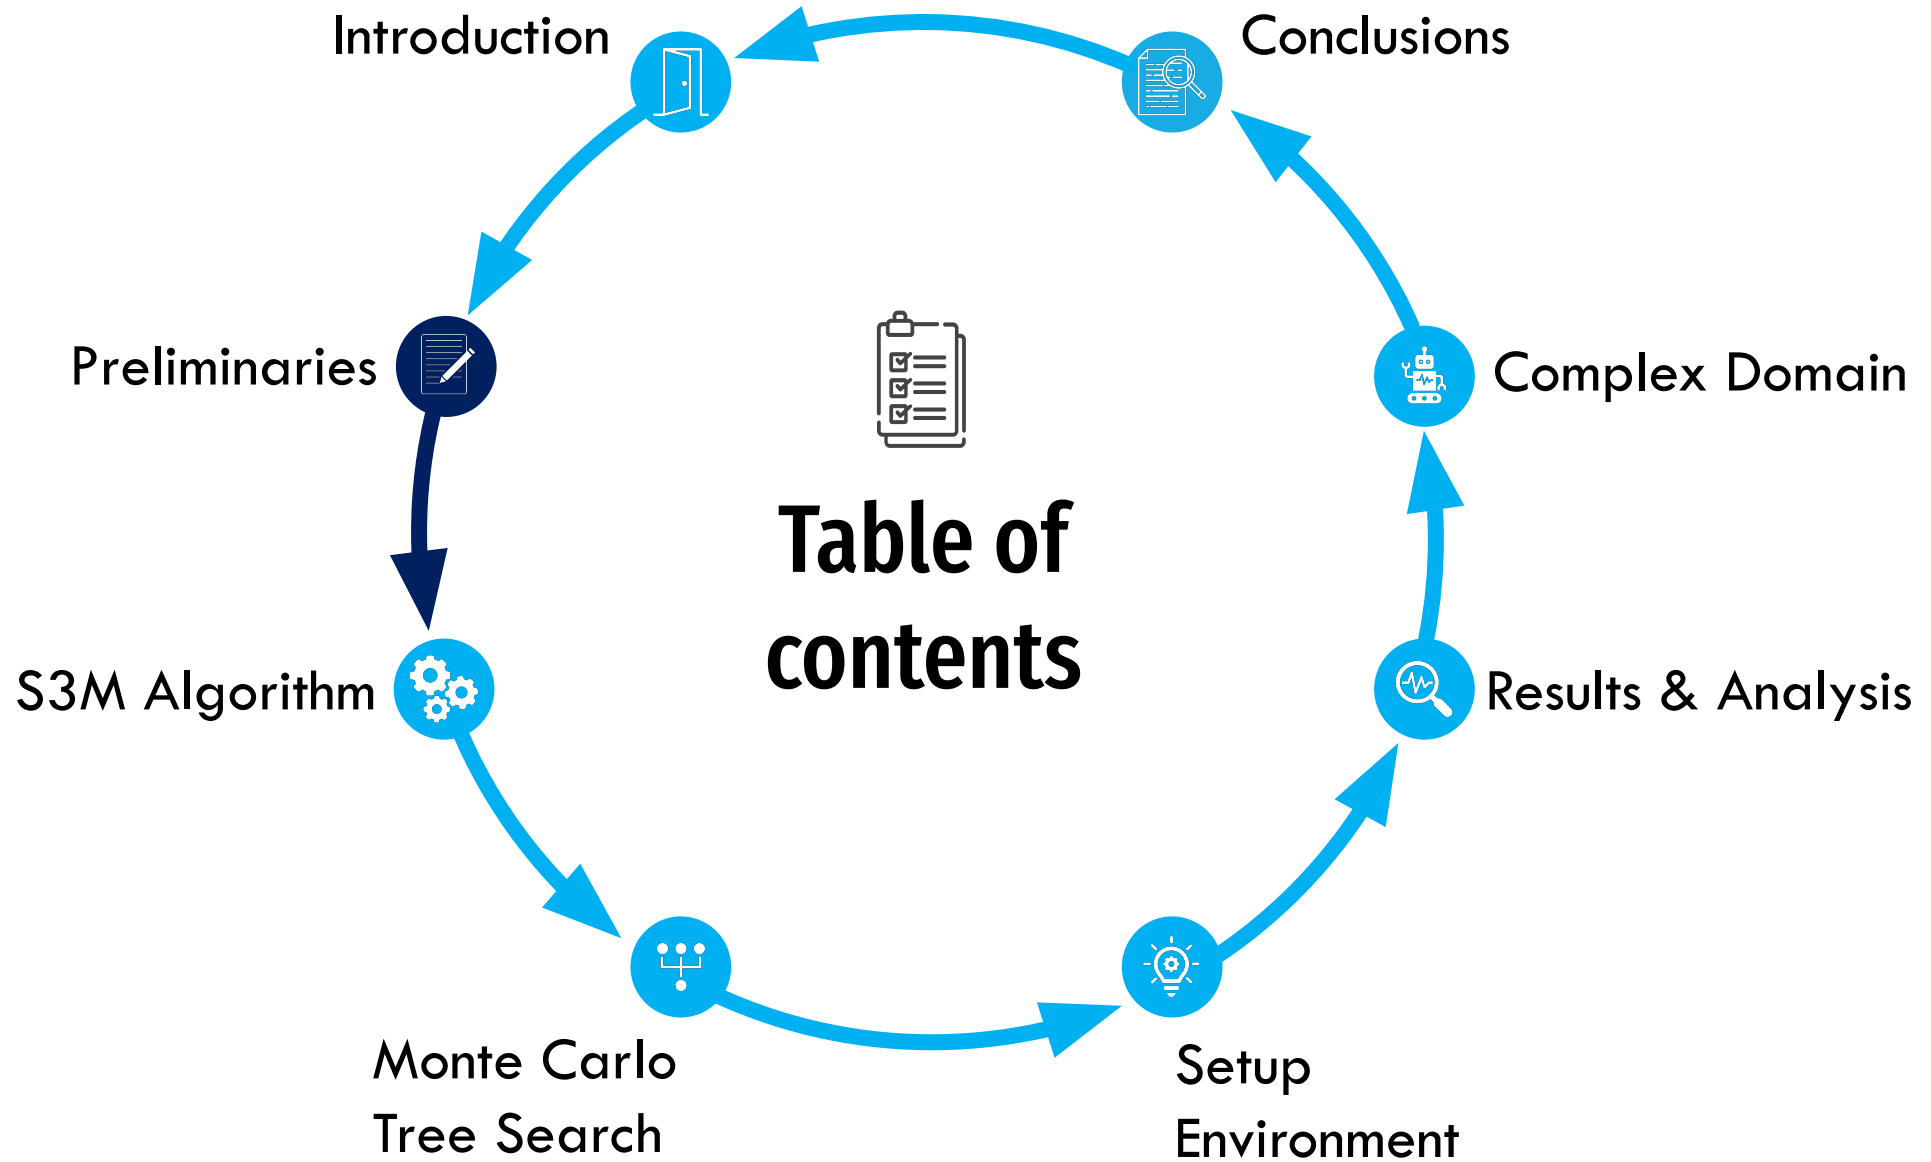 Introduction
Conclusions
Preliminaries
Complex Domain
Table of
contents
S3M Algorithm
Results & Analysis
Monte Carlo
Tree Search
Setup
Environment